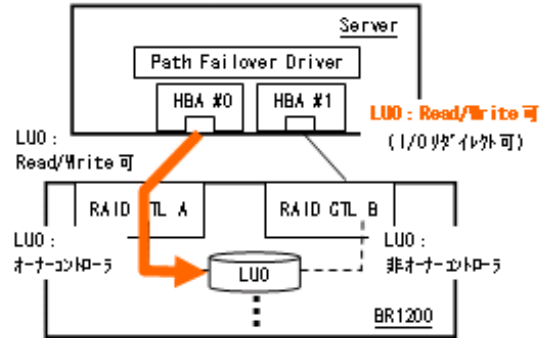 Server
Path Failover Driver
HBA #0
HBA #1
LU0：Read/Write 可
（I/Oﾘﾀﾞｲﾚｸﾄ可）
LU0：
Read/Write 可
RAID CTL A
RAID CTL B
LU0：
ｵｰﾅｰｺﾝﾄﾛｰﾗ
LU0：
非ｵｰﾅｰｺﾝﾄﾛｰﾗ
LU0
BR1200